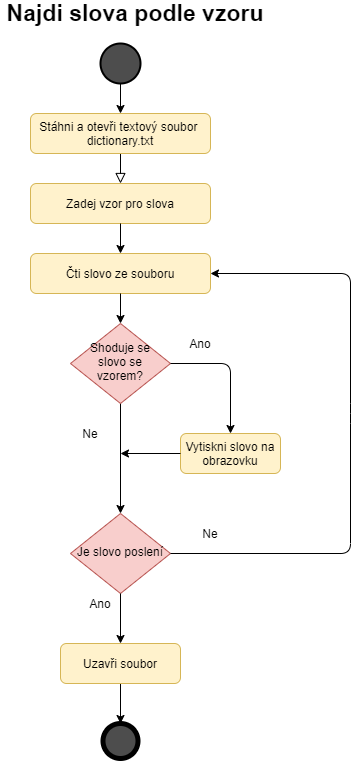 Najdi slova podle vzoru
Stáhni a otevři textový soubor
dictionary.txt
Zadej vzor pro slova
Čti slovo ze souboru
Shoduje se
slovo se
vzorem?
Ano
Ne
Vytiskni slovo na
obrazovku
Je slovo poslení
Ne
Ano
Uzavři soubor